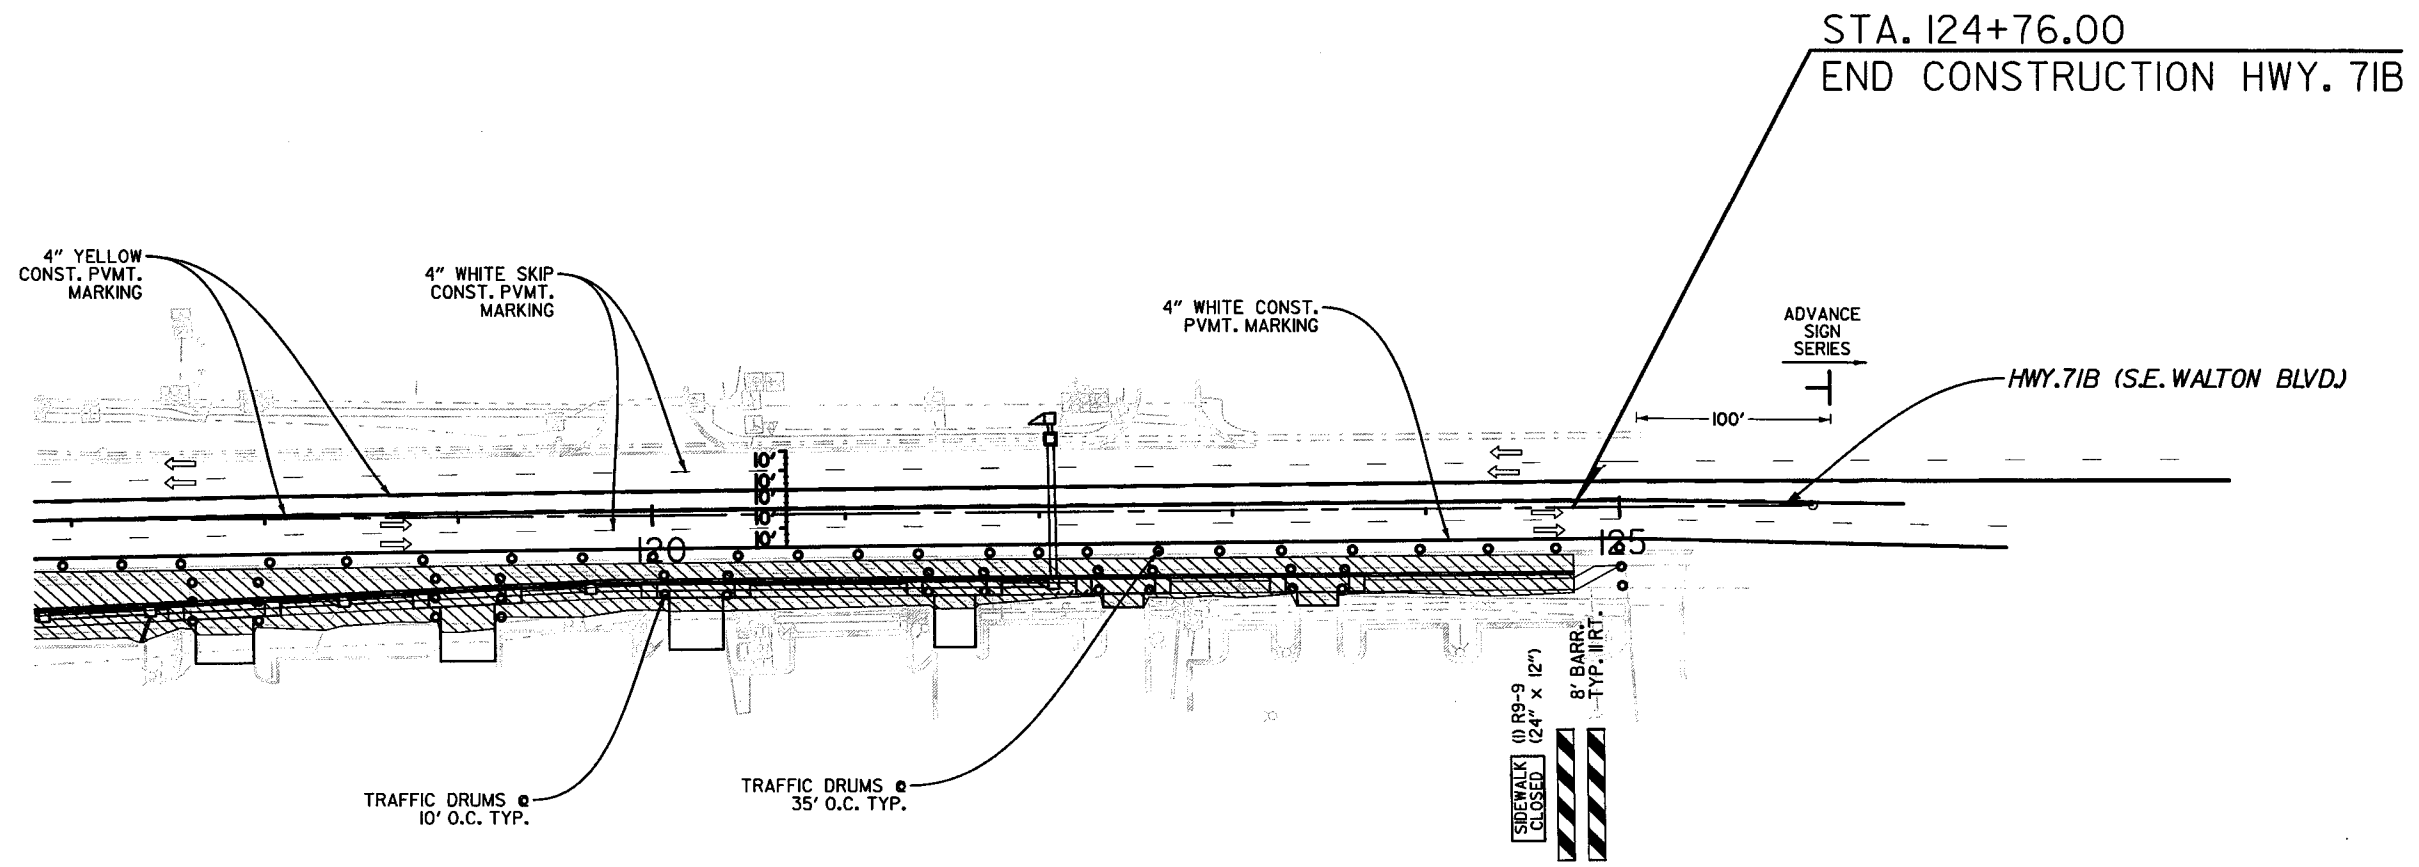 STA. 124+76.00
END CONSTRUCTION HWY. 71B
4" YELLOW
CONST. PVMT.
MARKING
4" WHITE SKIP
CONST. PVMT.
MARKING
4" WHITE CONST.
PVMT. MARKING
ADVANCE
SIGN
SERIES
HWY. 71B (S.E. WALTON BLVD.)
100'
10'
10'
10'
10'
10'
120
125
TRAFFIC DRUMS @
10' O.C. TYP.
TRAFFIC DRUMS @
35' O.C. TYP.
SIDEWALK
CLOSED
(1) R9-9
(24" x 12")
8' BARR.
TYP. III RT.